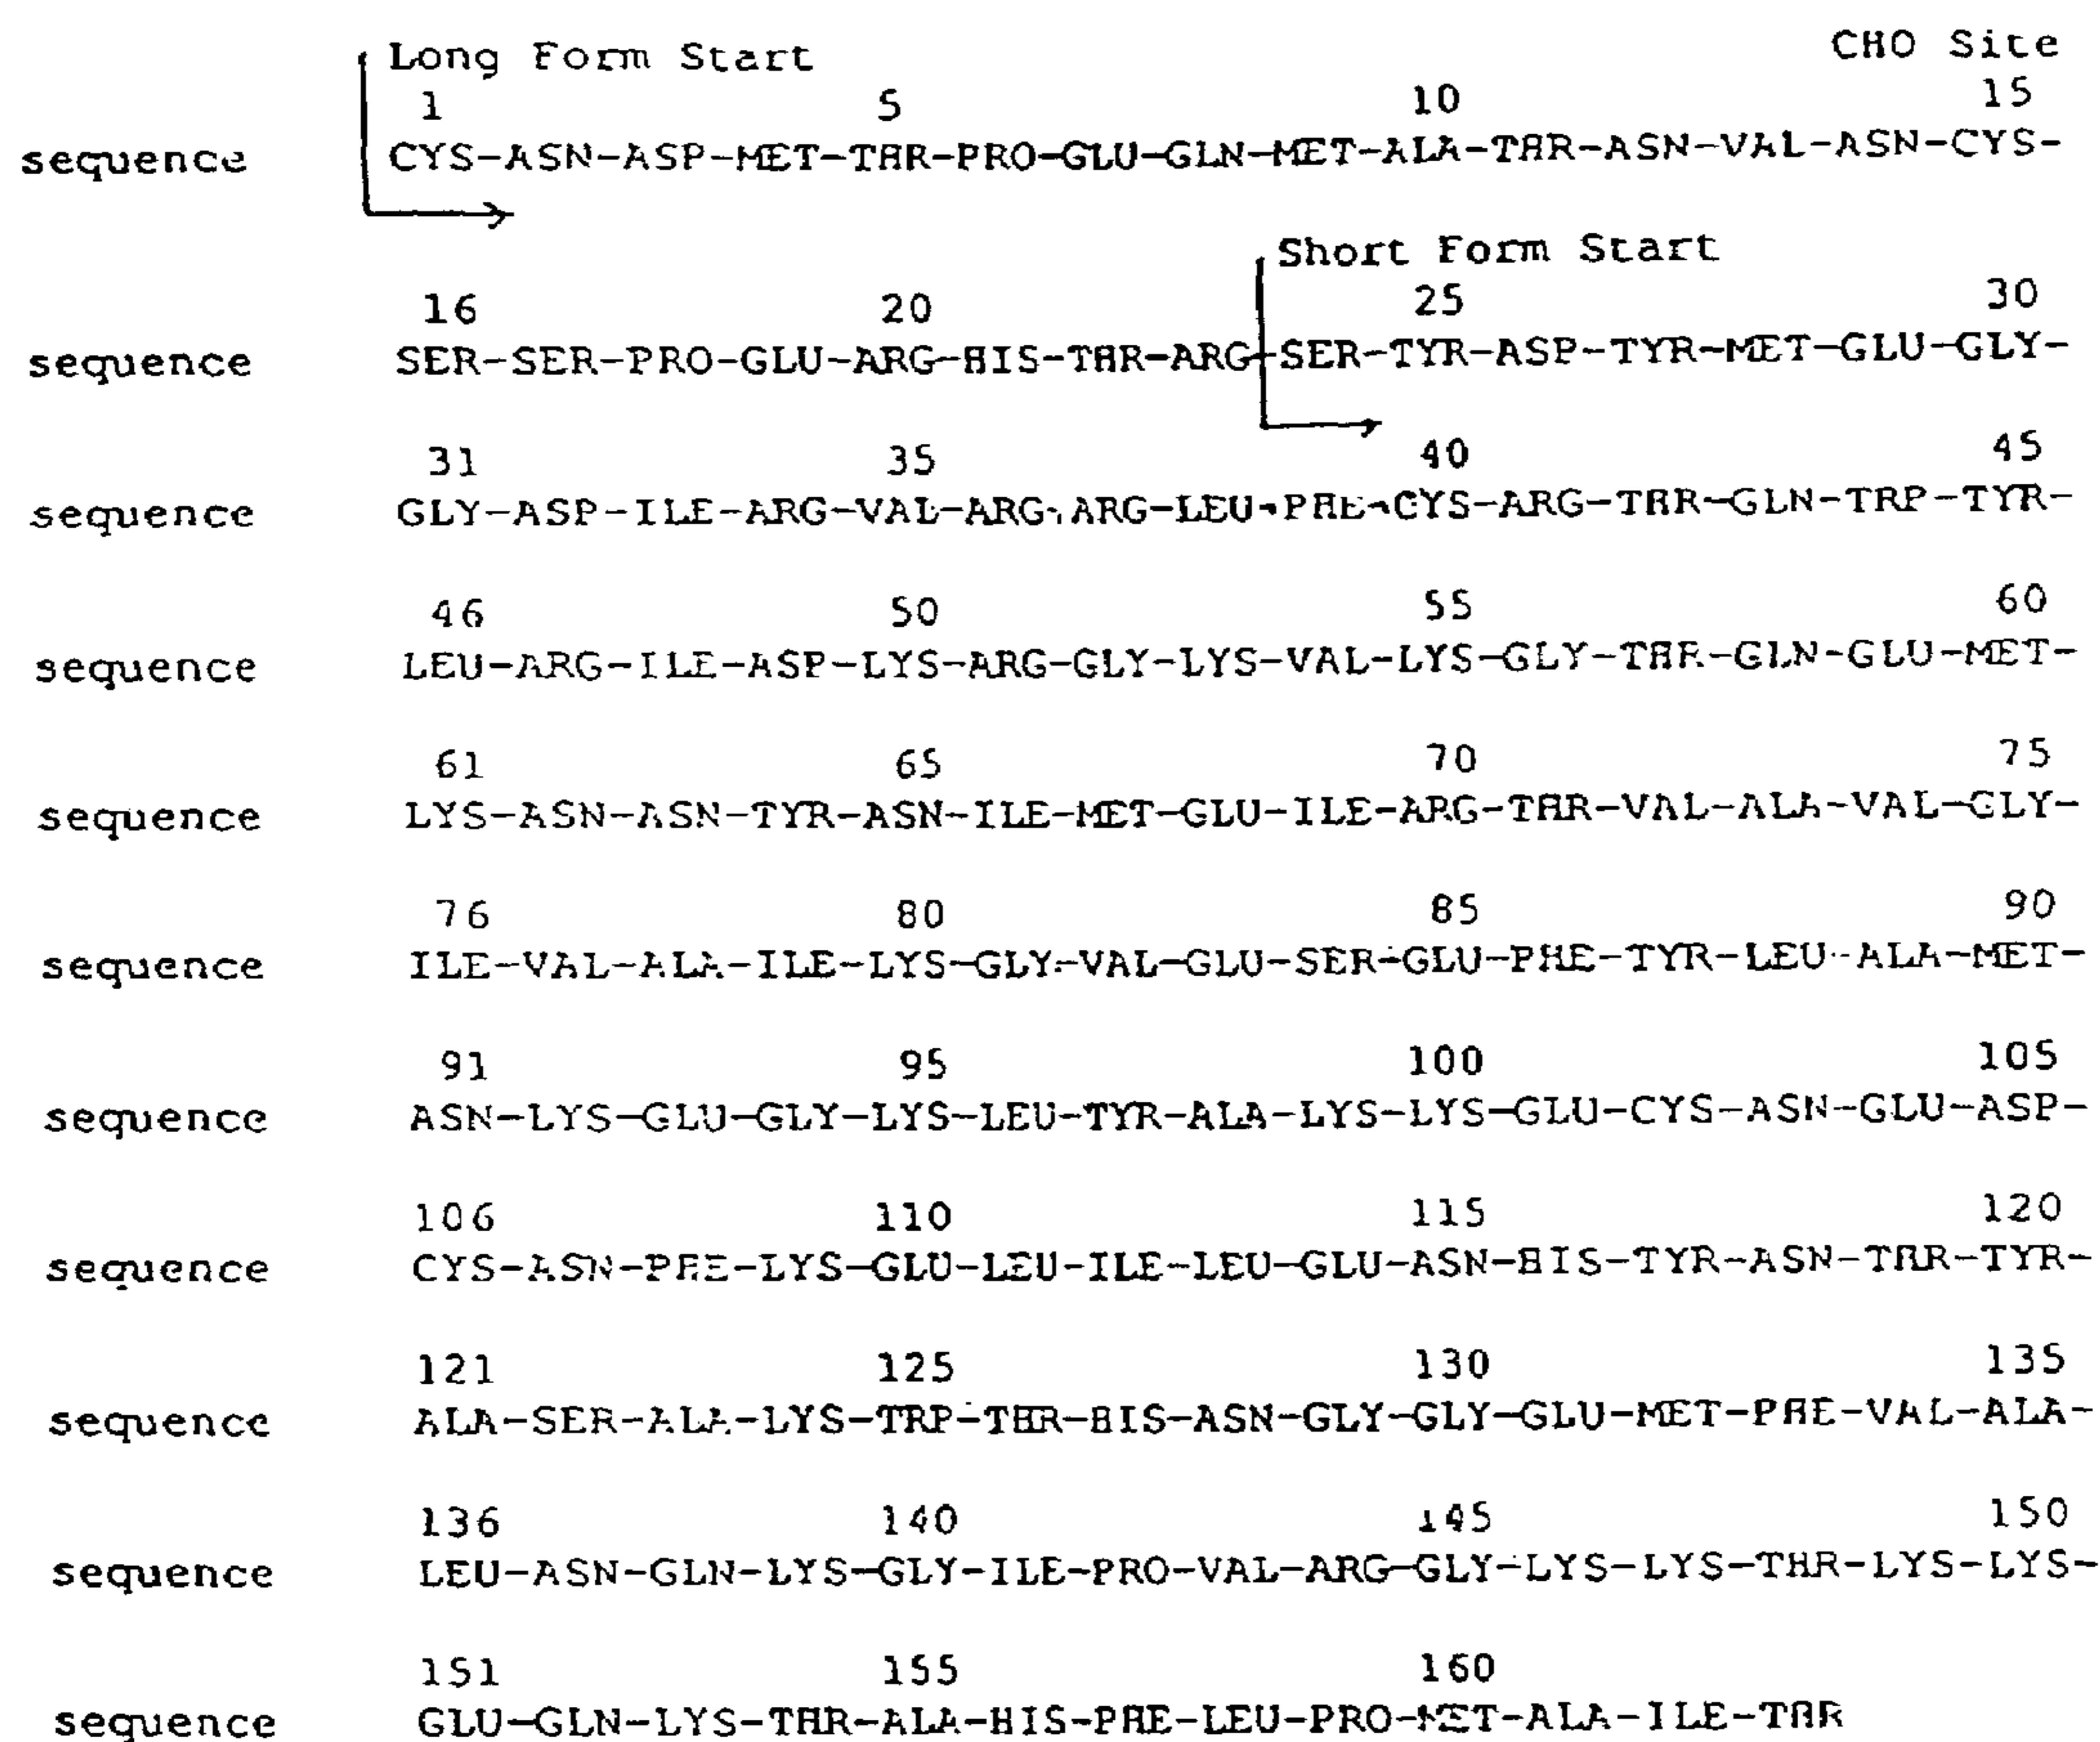 Long Form Start CHO Site
1 5 10 15
sequence CYS-ASN-ASP-MET-THR-PRO-GLU-GLN-MET-ALA-THR-ASN-VAL-ASN-CYS-
Short Form Start
16 20 25 30
sequence SER-SER-PRO-GLU-ARG-HIS-THR-ARG-SER-TYR-ASP-TYR-MET-GLU-GLY-
31 35 40 45
sequence GLY-ASP-ILE-ARG-VAL-ARG-ARG-LEU-PHE-CYS-ARG-THR-GLN-TRP-TYR-
46 50 55 60
sequence LEU-ARG-ILE-ASP-LYS-ARG-GLY-LYS-VAL-LYS-GLY-THR-GLN-GLU-MET-
61 65 70 75
sequence LYS-ASN-ASN-TYR-ASN-ILE-MET-GLU-ILE-ARG-THR-VAL-ALA-VAL-GLY-
76 80 85 90
sequence ILE-VAL-ALA-ILE-LYS-GLY-VAL-GLU-SER-GLU-PHE-TYR-LEU-ALA-MET-
91 95 100 105
sequence ASN-LYS-GLU-GLY-LYS-LEU-TYR-ALA-LYS-LYS-GLU-CYS-ASN-GLU-ASP-
106 110 115 120
sequence CYS-ASN-PHE-LYS-GLU-LEU-ILE-LEU-GLU-ASN-HIS-TYR-ASN-THR-TYR-
121 125 130 135
sequence ALA-SER-ALA-LYS-TRP-THR-HIS-ASN-GLY-GLY-GLU-MET-PHE-VAL-ALA-
136 140 145 150
sequence LEU-ASN-GLN-LYS-GLY-ILE-PRO-VAL-ARG-GLY-LYS-LYS-THR-LYS-LYS-
151 155 160
sequence GLU-GLN-LYS-THR-ALA-HIS-PHE-LEU-PRO-MET-ALA-ILE-THR